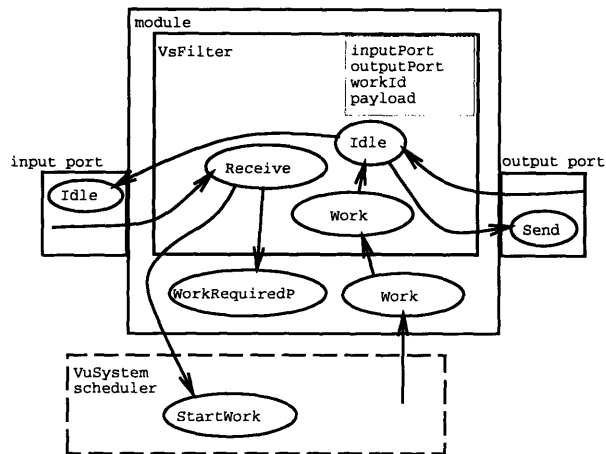 module
VsFilter
inputPort
outputPort
workId
payload
Idle
input port
Receive
output port
Idle
Work
Send
WorkRequiredP
Work
VuSystem
scheduler
StartWork